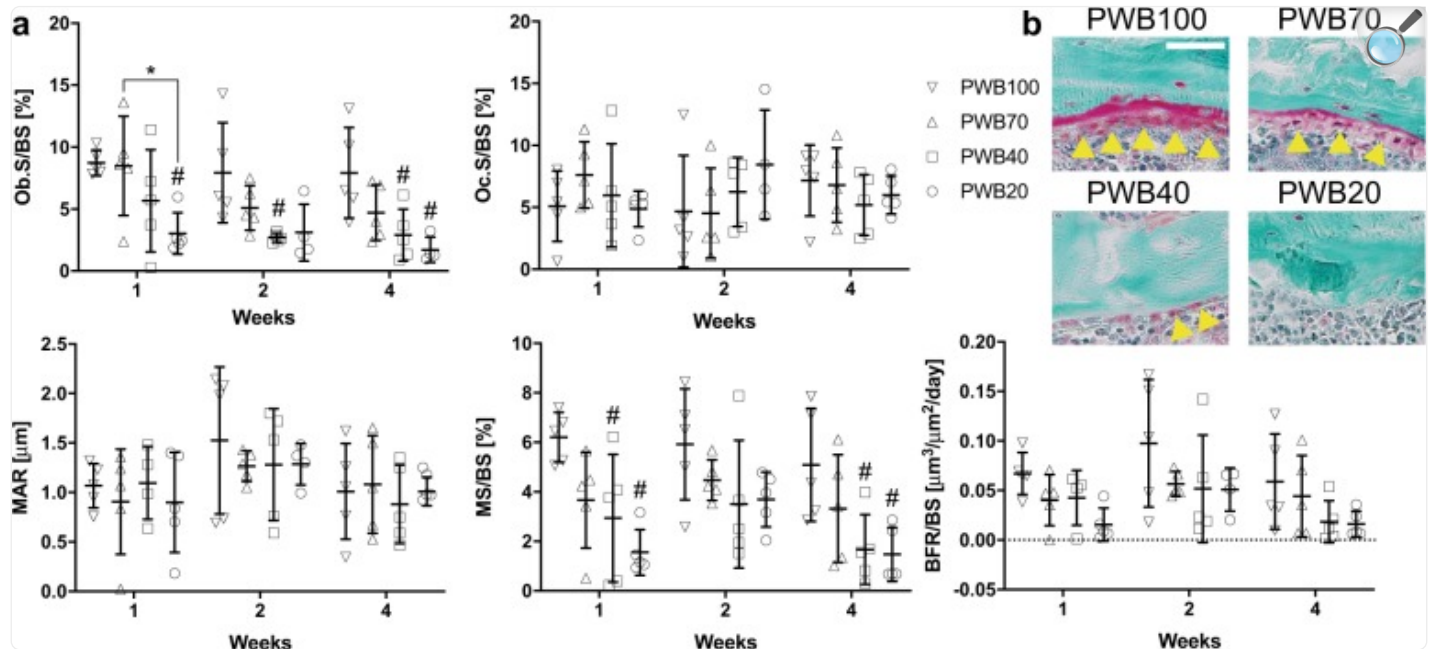 a
20
15
10
5
0
Ob.S/BS [%]
*
#
#
#
#
1 2 4
Weeks
20
15
10
5
0
Oc.S/BS [%]
1 2 4
Weeks
PWB100
PWB70
PWB40
PWB20
b
PWB100
PWB70
PWB40
PWB20
2.5
2.0
1.5
1.0
0.5
0.0
MAR [μm]
1 2 4
Weeks
10
8
6
4
2
0
MS/BS [%]
#
#
#
#
1 2 4
Weeks
0.20
0.15
0.10
0.05
0.00
-0.05
BFR/BS [μm³/μm²/day]
1 2 4
Weeks